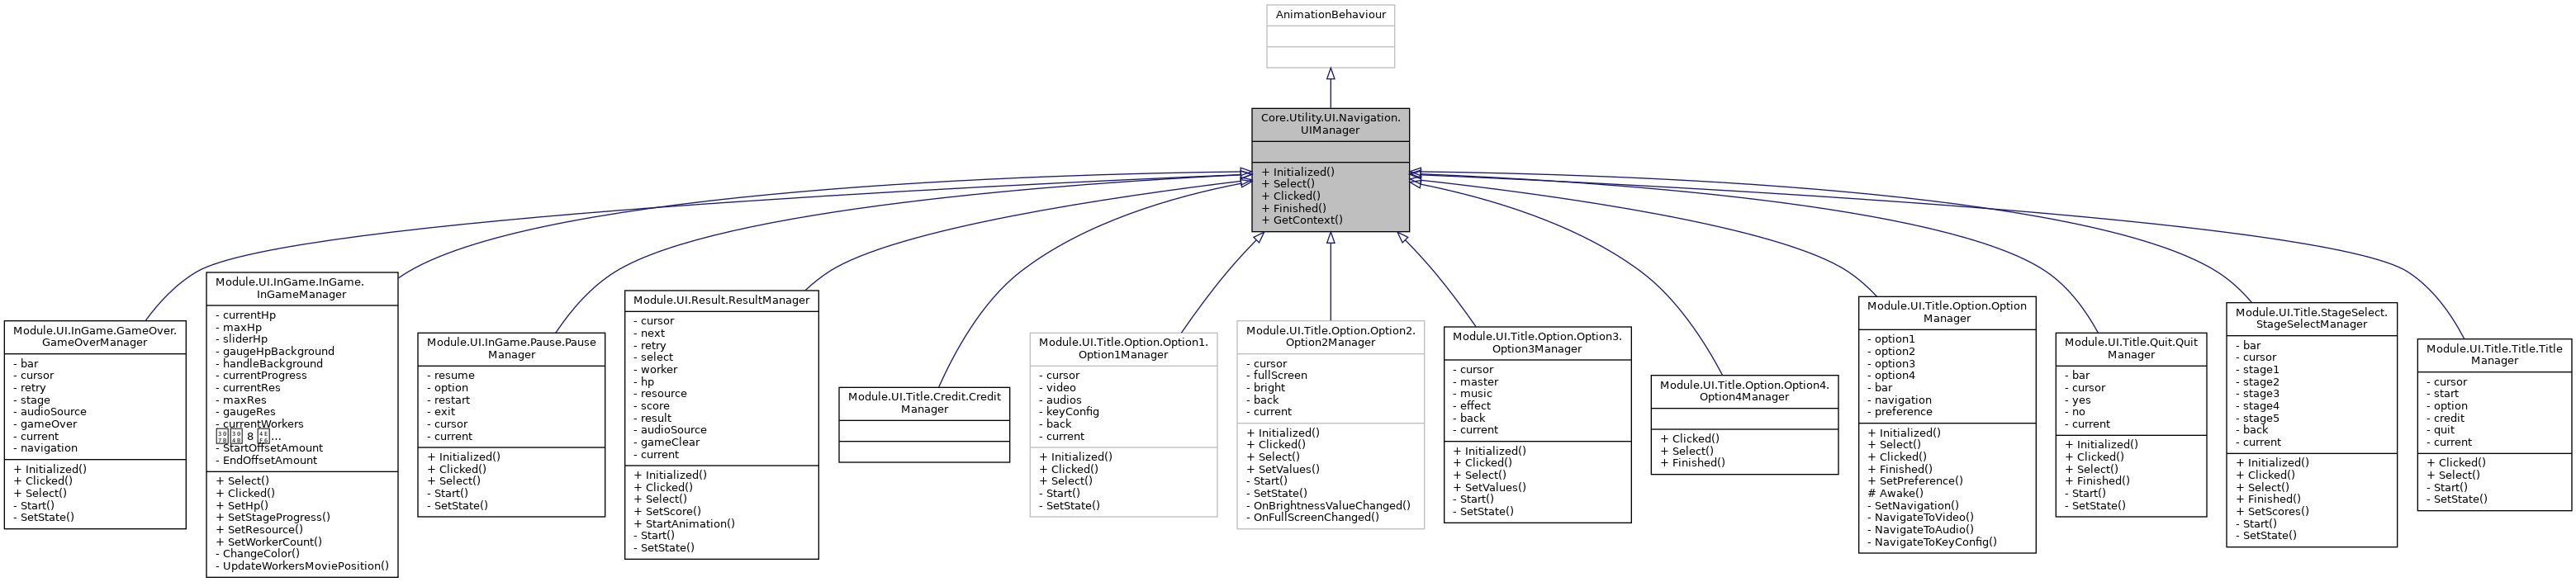 AnimationBehaviour
Core.Utility.UI.Navigation.
UIManager
+ Initialized()
+ Select()
+ Clicked()
+ Finished()
+ GetContext()
Module.UI.InGame.GameOver.
GameOverManager
- bar
- cursor
- retry
- stage
- audioSource
- gameOver
- current
- navigation
+ Initialized()
+ Clicked()
+ Select()
- Start()
- SetState()
Module.UI.InGame.InGame.
InGameManager
- currentHp
- maxHp
- sliderHp
- gaugeHpBackground
- handleBackground
- currentProgress
- currentRes
- maxRes
- gaugeRes
- currentWorkers
8 ...
- StartOffsetAmount
- EndOffsetAmount
+ Select()
+ Clicked()
+ SetHp()
+ SetStageProgress()
+ SetResource()
+ SetWorkerCount()
- ChangeColor()
- UpdateWorkersMoviePosition()
Module.UI.InGame.Pause.Pause
Manager
- resume
- option
- restart
- exit
- cursor
- current
+ Initialized()
+ Clicked()
+ Select()
- Start()
- SetState()
Module.UI.Result.ResultManager
- cursor
- next
- retry
- select
- worker
- hp
- resource
- score
- result
- audioSource
- gameClear
- current
+ Initialized()
+ Clicked()
+ Select()
+ SetScore()
+ StartAnimation()
- Start()
- SetState()
Module.UI.Title.Credit.Credit
Manager
Module.UI.Title.Option.Option1.
Option1Manager
- cursor
- video
- audios
- keyConfig
- back
- current
+ Initialized()
+ Clicked()
+ Select()
- Start()
- SetState()
Module.UI.Title.Option.Option2.
Option2Manager
- cursor
- fullScreen
- bright
- back
- current
+ Initialized()
+ Clicked()
+ Select()
+ SetValues()
- Start()
- SetState()
- OnBrightnessValueChanged()
- OnFullScreenChanged()
Module.UI.Title.Option.Option3.
Option3Manager
- cursor
- master
- music
- effect
- back
- current
+ Initialized()
+ Clicked()
+ Select()
+ SetValues()
- Start()
- SetState()
Module.UI.Title.Option.Option4.
Option4Manager
+ Clicked()
+ Select()
+ Finished()
Module.UI.Title.Option.Option
Manager
- option1
- option2
- option3
- option4
- bar
- navigation
- preference
+ Initialized()
+ Select()
+ Clicked()
+ Finished()
+ SetPreference()
# Awake()
- SetNavigation()
- NavigateToVideo()
- NavigateToAudio()
- NavigateToKeyConfig()
Module.UI.Title.Quit.Quit
Manager
- bar
- cursor
- yes
- no
- current
+ Initialized()
+ Clicked()
+ Select()
+ Finished()
- Start()
- SetState()
Module.UI.Title.StageSelect.
StageSelectManager
- bar
- cursor
- stage1
- stage2
- stage3
- stage4
- stage5
- back
- current
+ Initialized()
+ Clicked()
+ Select()
+ Finished()
+ SetScores()
- Start()
- SetState()
Module.UI.Title.Title.Title
Manager
- cursor
- start
- option
- credit
- quit
- current
+ Clicked()
+ Select()
- Start()
- SetState()